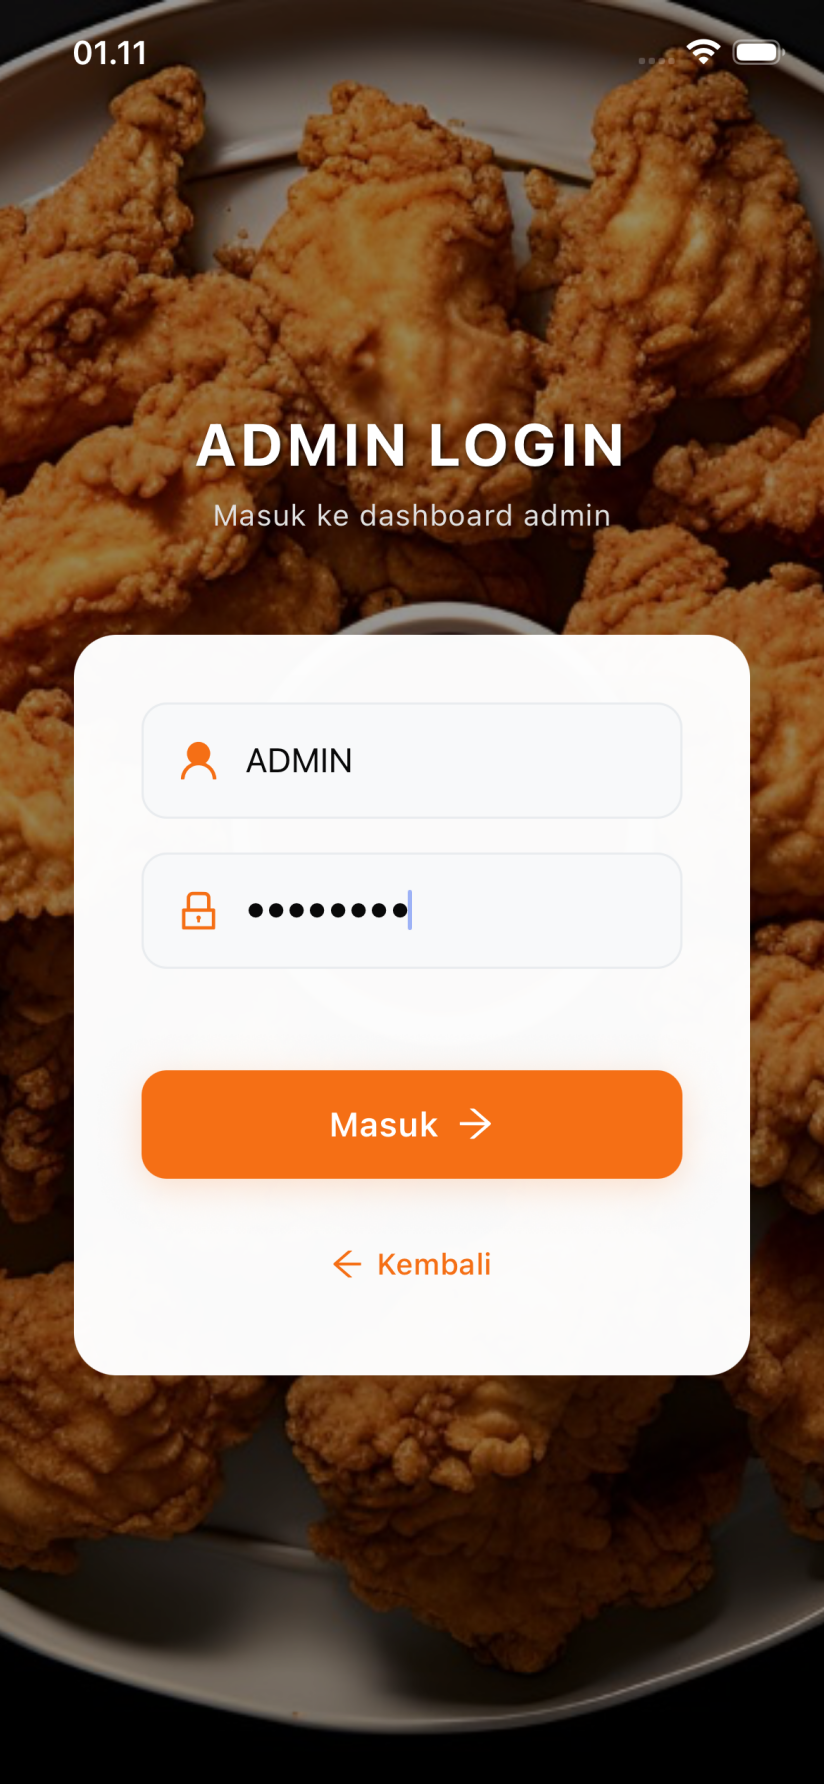 01.11
ADMIN LOGIN
Masuk ke dashboard admin
ADMIN
••••••••
Masuk →
← Kembali